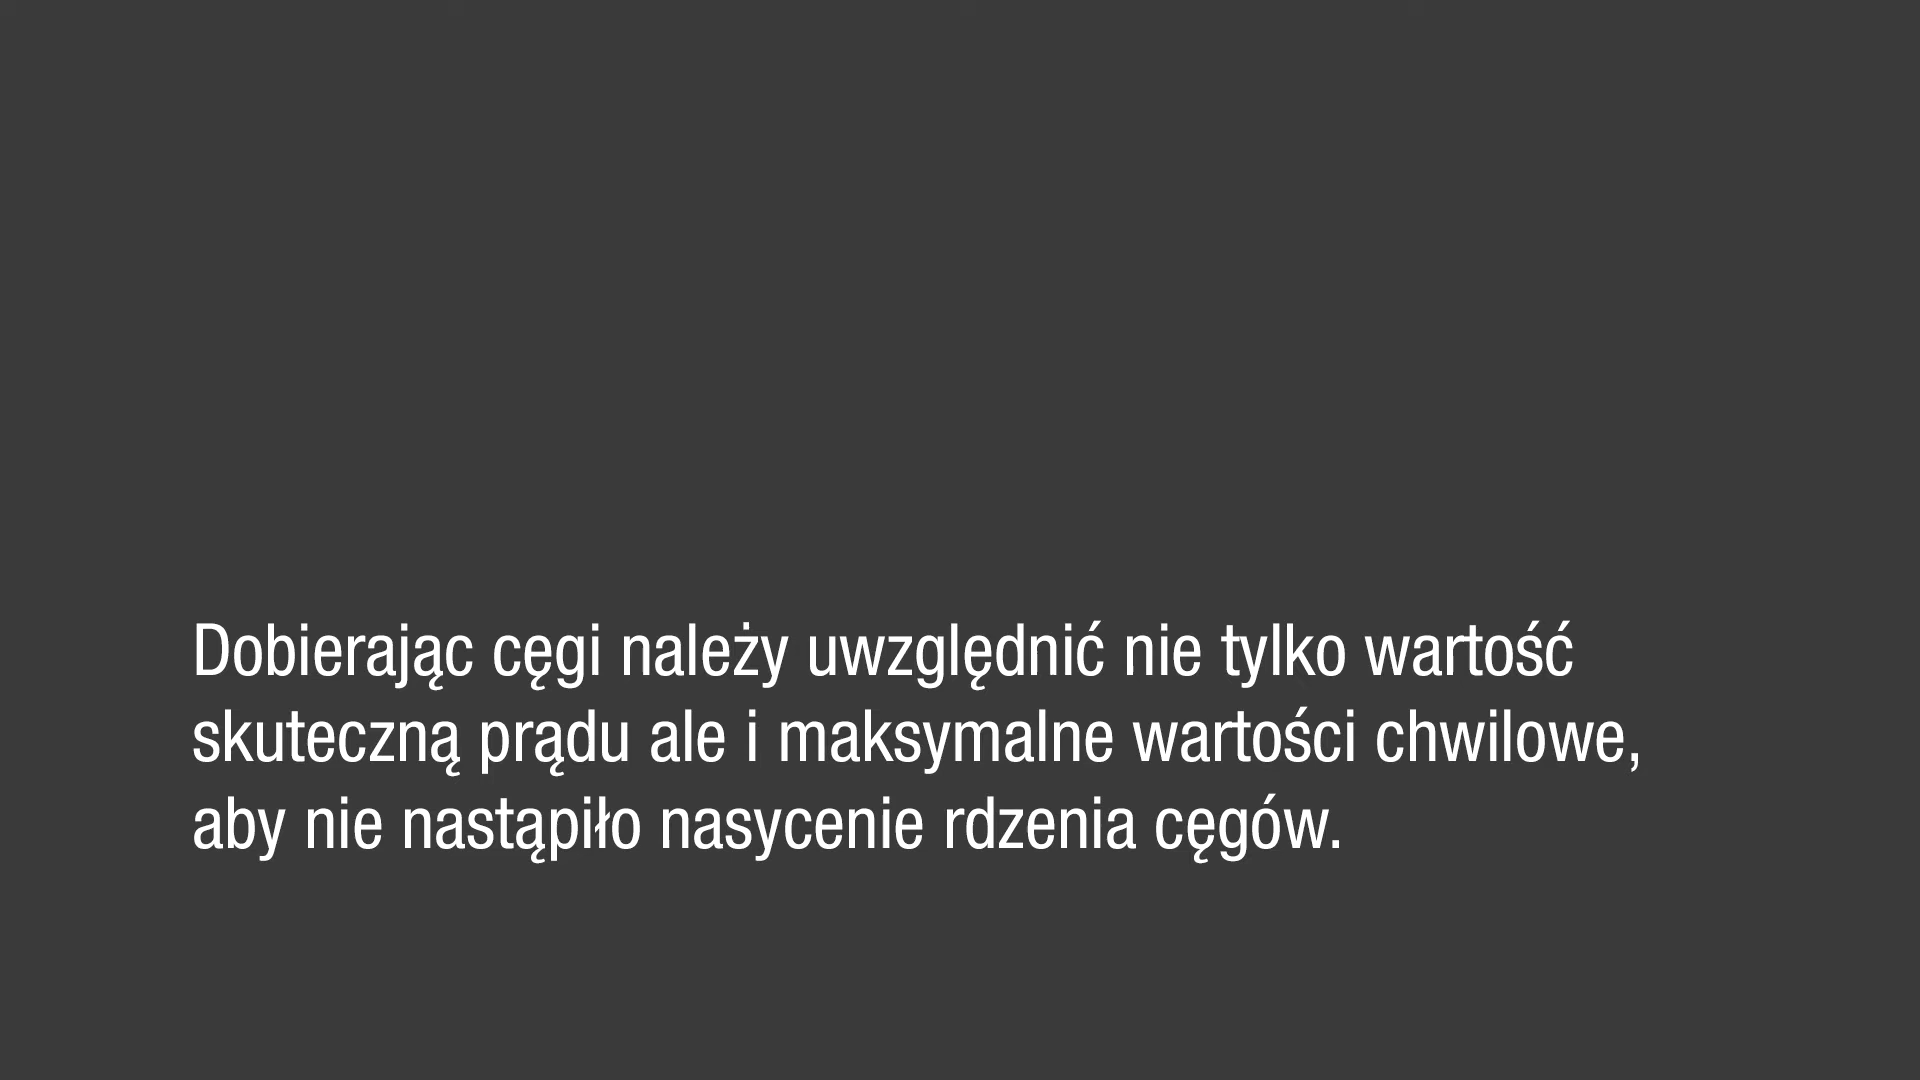 Dobierając cęgi należy uwzględnić nie tylko wartość
skuteczną prądu ale i maksymalne wartości chwilowe,
aby nie nastąpiło nasycenie rdzenia cęgów.